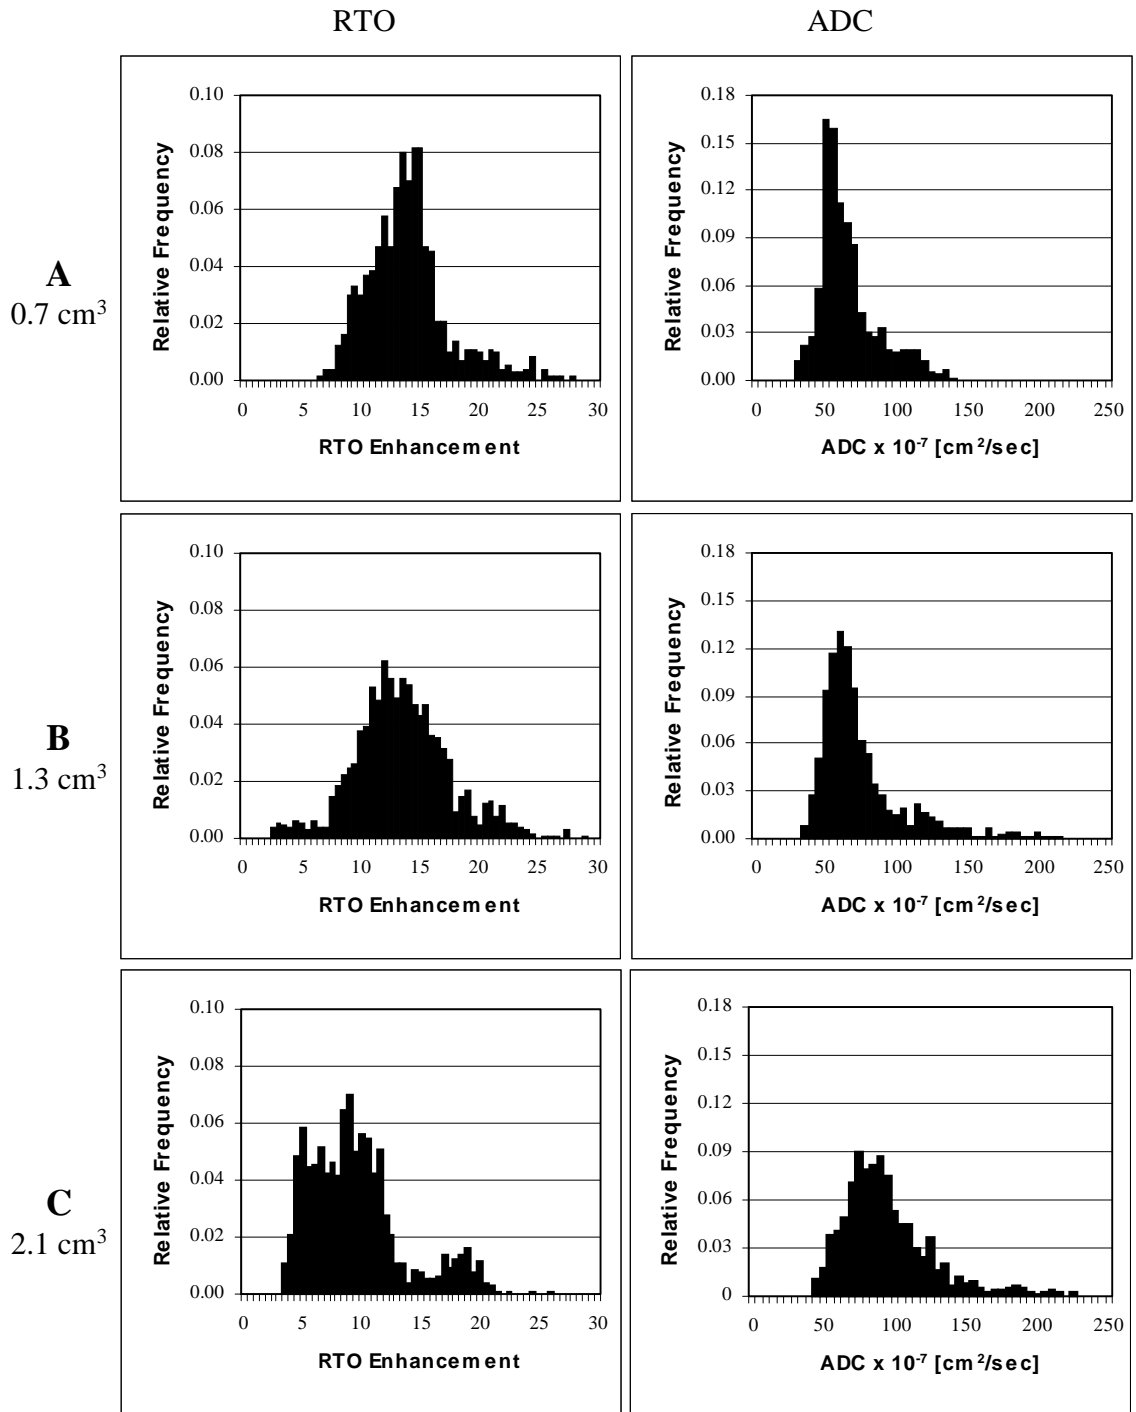 RTO ADC
A
0.7 cm³
0.10
0.08
0.06
0.04
0.02
0.00
Relative Frequency
0 5 10 15 20 25 30
RTO Enhancement
0.18
0.15
0.12
0.09
0.06
0.03
0.00
Relative Frequency
0 50 100 150 200 250
ADC x 10⁻⁷ [cm²/sec]
B
1.3 cm³
0.10
0.08
0.06
0.04
0.02
0.00
Relative Frequency
0 5 10 15 20 25 30
RTO Enhancement
0.18
0.15
0.12
0.09
0.06
0.03
0.00
Relative Frequency
0 50 100 150 200 250
ADC x 10⁻⁷ [cm²/sec]
C
2.1 cm³
0.10
0.08
0.06
0.04
0.02
0.00
Relative Frequency
0 5 10 15 20 25 30
RTO Enhancement
0.18
0.15
0.12
0.09
0.06
0.03
0
Relative Frequency
0 50 100 150 200 250
ADC x 10⁻⁷ [cm²/sec]